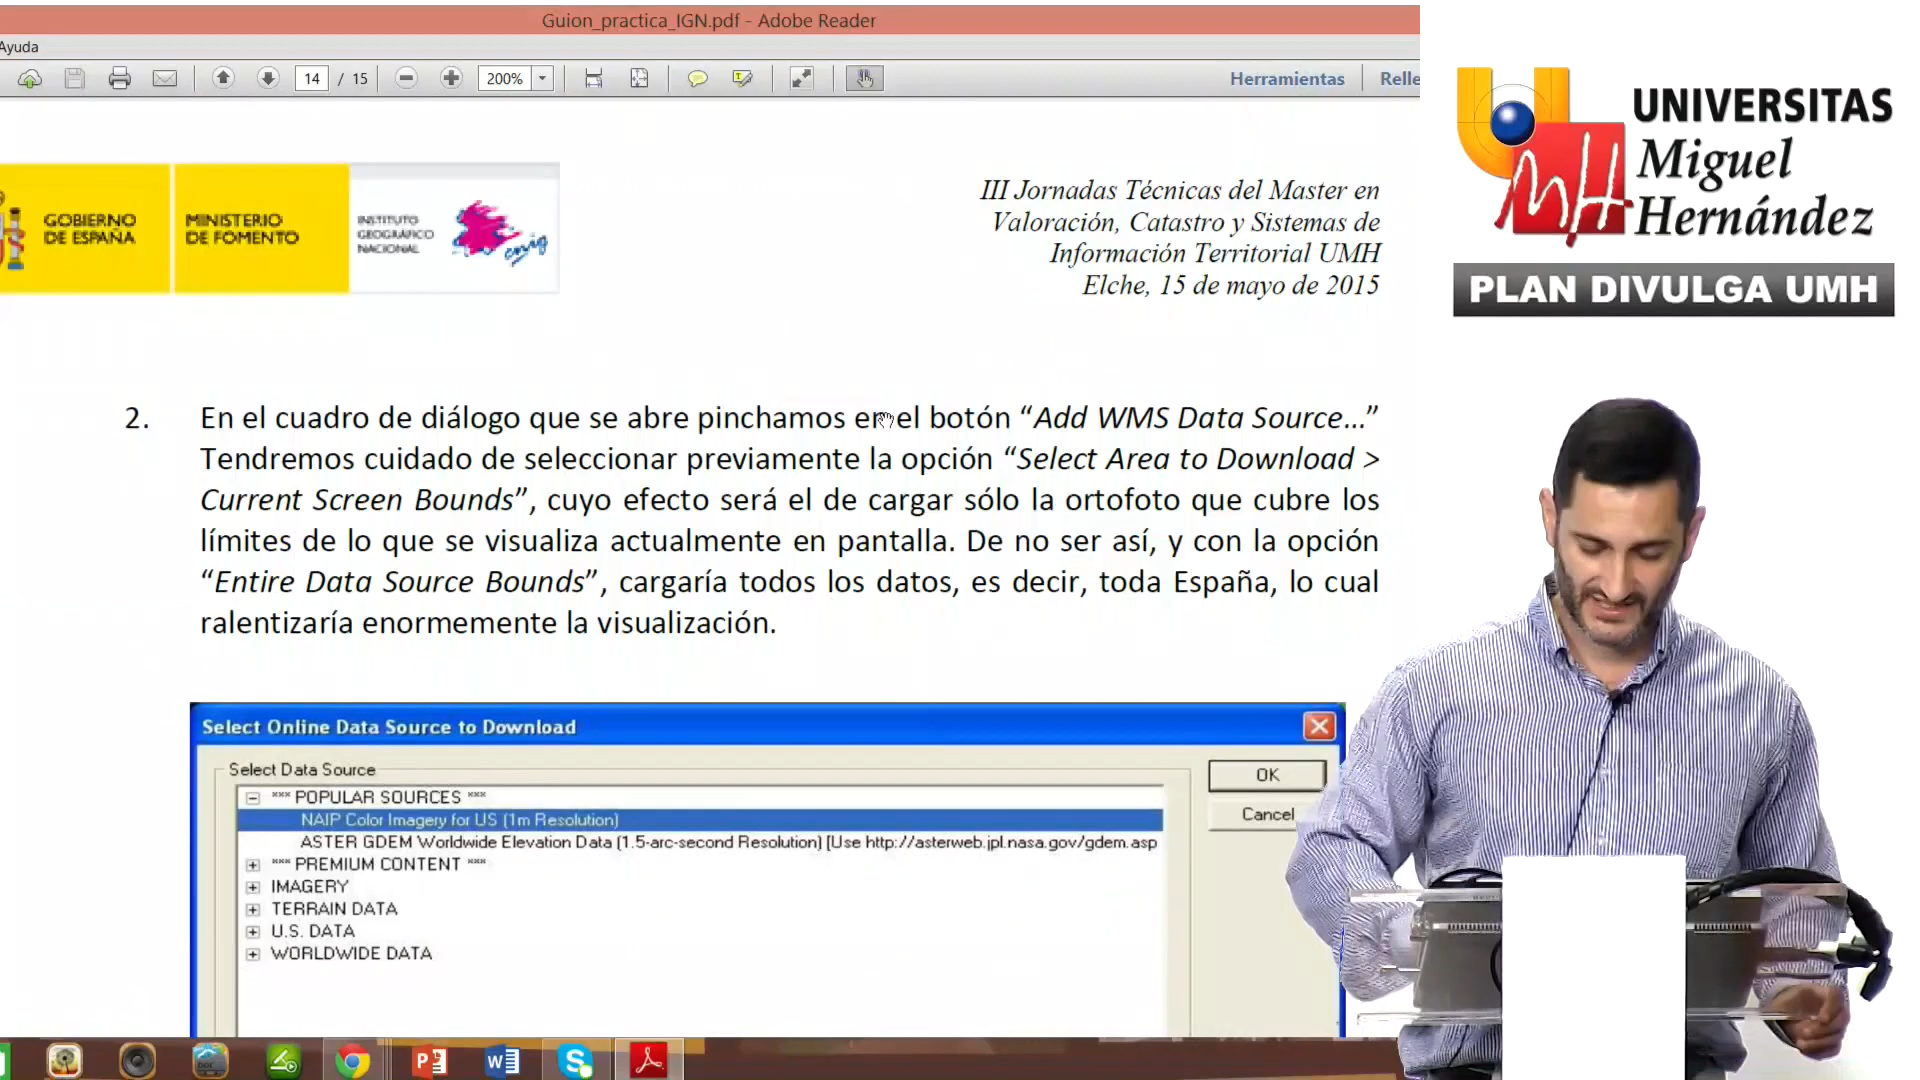 Guion_practica_IGN.pdf - Adobe Reader
Ayuda
14 / 15
200%
Herramientas
Relle
GOBIERNO
DE ESPAÑA
MINISTERIO
DE FOMENTO
INSTITUTO
GEOGRÁFICO
NACIONAL
cnig
III Jornadas Técnicas del Master en
Valoración, Catastro y Sistemas de
Información Territorial UMH
Elche, 15 de mayo de 2015
UNIVERSITAS
Miguel
Hernández
PLAN DIVULGA UMH
2. En el cuadro de diálogo que se abre pinchamos en el botón “Add WMS Data Source…”
Tendremos cuidado de seleccionar previamente la opción “Select Area to Download >
Current Screen Bounds”, cuyo efecto será el de cargar sólo la ortofoto que cubre los
límites de lo que se visualiza actualmente en pantalla. De no ser así, y con la opción
“Entire Data Source Bounds”, cargaría todos los datos, es decir, toda España, lo cual
ralentizaría enormemente la visualización.
Select Online Data Source to Download
Select Data Source
*** POPULAR SOURCES ***
NAIP Color Imagery for US (1m Resolution)
ASTER GDEM Worldwide Elevation Data (1.5-arc-second Resolution) [Use http://asterweb.jpl.nasa.gov/gdem.asp
*** PREMIUM CONTENT ***
IMAGERY
TERRAIN DATA
U.S. DATA
WORLDWIDE DATA
OK
Cancel